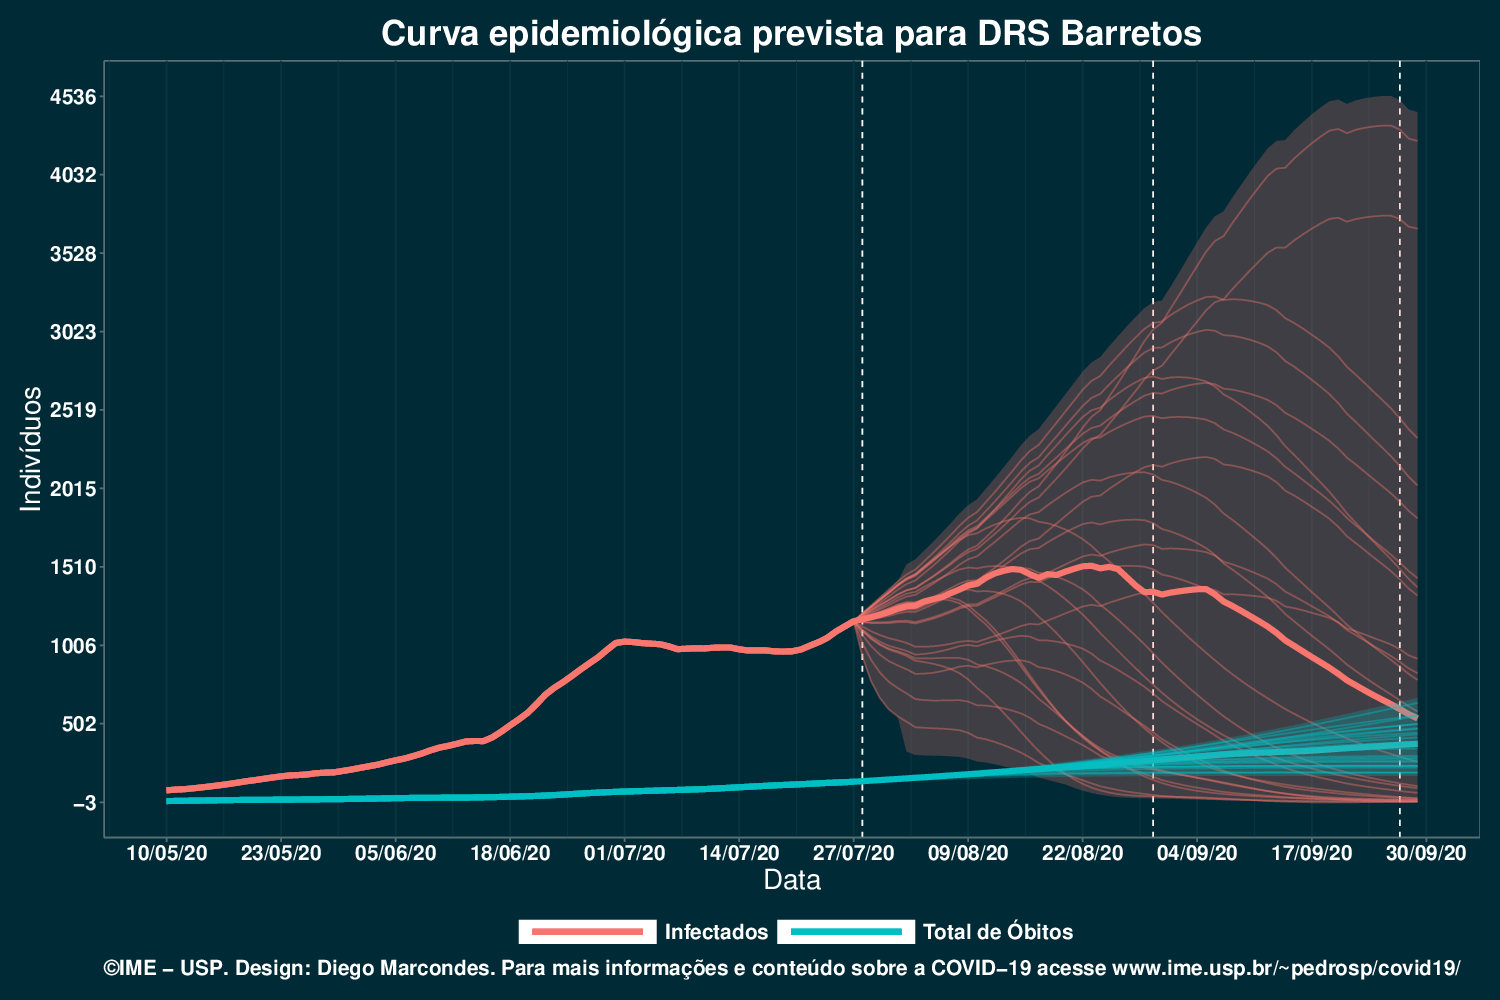 Curva epidemiológica prevista para DRS Barretos
4536
4032
3528
3023
2519
2015
1510
1006
502
−3
Indivíduos
10/05/20 23/05/20 05/06/20 18/06/20 01/07/20 14/07/20 27/07/20 09/08/20 22/08/20 04/09/20 17/09/20 30/09/20
Data
Infectados Total de Óbitos
©IME − USP. Design: Diego Marcondes. Para mais informações e conteúdo sobre a COVID−19 acesse www.ime.usp.br/~pedrosp/covid19/